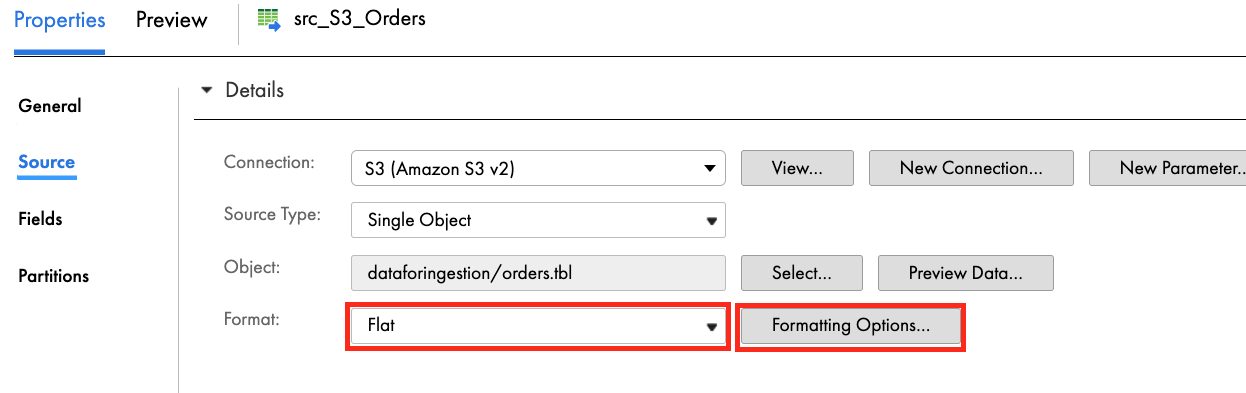 Properties Preview src_S3_Orders
Details
General
Source
Fields
Partitions
Connection: S3 (Amazon S3 v2) View... New Connection... New Parameter..
Source Type: Single Object
Object: dataforingestion/orders.tbl Select... Preview Data...
Format: Flat Formatting Options...